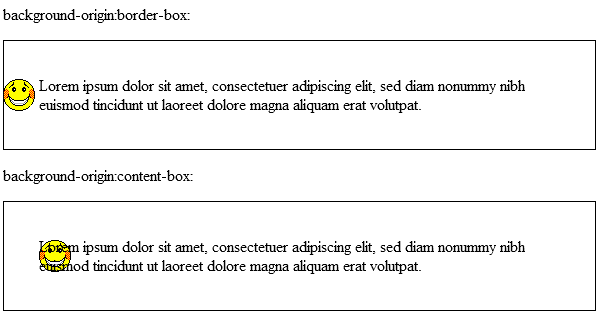 background-origin:border-box:
Lorem ipsum dolor sit amet, consectetuer adipiscing elit, sed diam nonummy nibh
euismod tincidunt ut laoreet dolore magna aliquam erat volutpat.
background-origin:content-box:
Lorem ipsum dolor sit amet, consectetuer adipiscing elit, sed diam nonummy nibh
euismod tincidunt ut laoreet dolore magna aliquam erat volutpat.